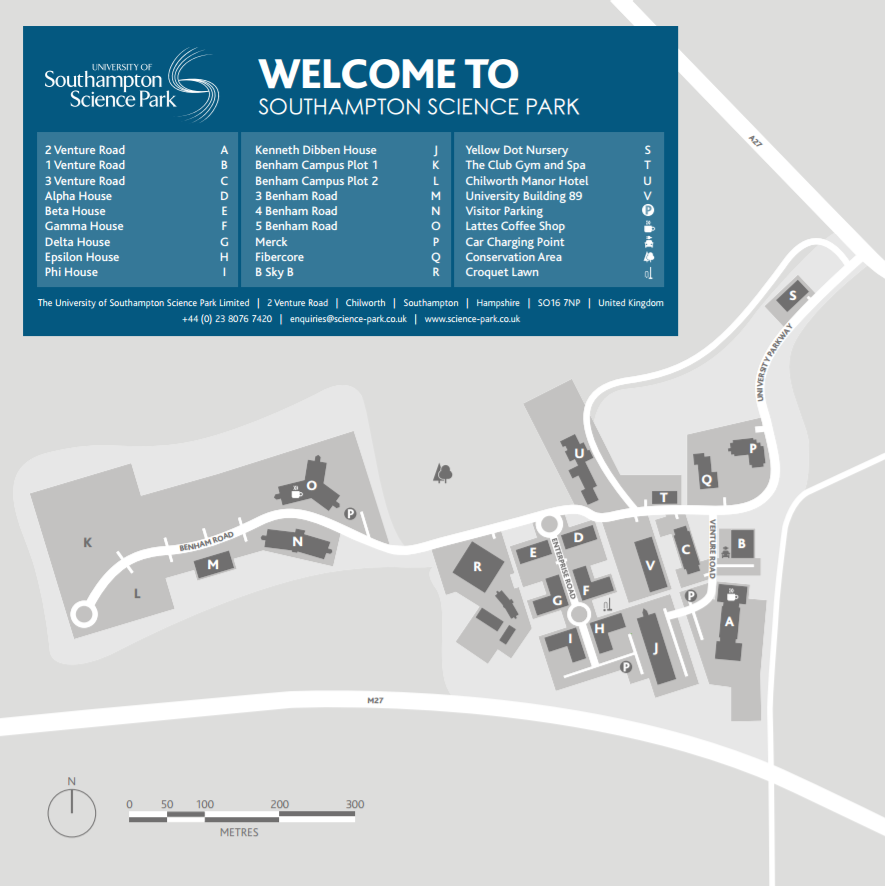 UNIVERSITY OF
Southampton
Science Park
WELCOME TO
SOUTHAMPTON SCIENCE PARK
2 Venture Road A
1 Venture Road B
3 Venture Road C
Alpha House D
Beta House E
Gamma House F
Delta House G
Epsilon House H
Phi House I
Kenneth Dibben House J
Benham Campus Plot 1 K
Benham Campus Plot 2 L
3 Benham Road M
4 Benham Road N
5 Benham Road O
Merck P
Fibercore Q
B Sky B R
Yellow Dot Nursery S
The Club Gym and Spa T
Chilworth Manor Hotel U
University Building 89 V
Visitor Parking P
Lattes Coffee Shop
Car Charging Point
Conservation Area
Croquet Lawn
The University of Southampton Science Park Limited | 2 Venture Road | Chilworth | Southampton | Hampshire | SO16 7NP | United Kingdom
+44 (0) 23 8076 7420 | enquiries@science-park.co.uk | www.science-park.co.uk
A27
S
UNIVERSITY PARKWAY
U
P
Q
T
O
P
K
BENHAM ROAD
N
M
L
R
E
D
ENTERPRISE ROAD
V
C
VENTURE ROAD
B
G
F
P
A
I
H
J
P
M27
N
0 50 100 200 300
METRES